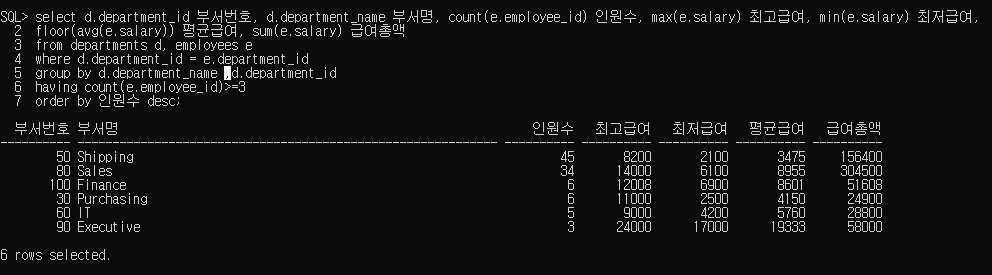 SQL> select d.department_id 부서번호, d.department_name 부서명, count(e.employee_id) 인원수, max(e.salary) 최고급여, min(e.salary) 최저급여,
2 floor(avg(e.salary)) 평균급여, sum(e.salary) 급여총액
3 from departments d, employees e
4 where d.department_id = e.department_id
5 group by d.department_name ,d.department_id
6 having count(e.employee_id)>=3
7 order by 인원수 desc;
부서번호 부서명 인원수 최고급여 최저급여 평균급여 급여총액
50 Shipping 45 8200 2100 3475 156400
80 Sales 34 14000 6100 8955 304500
100 Finance 6 12008 6900 8601 51608
30 Purchasing 6 11000 2500 4150 24900
60 IT 5 9000 4200 5760 28800
90 Executive 3 24000 17000 19333 58000
6 rows selected.